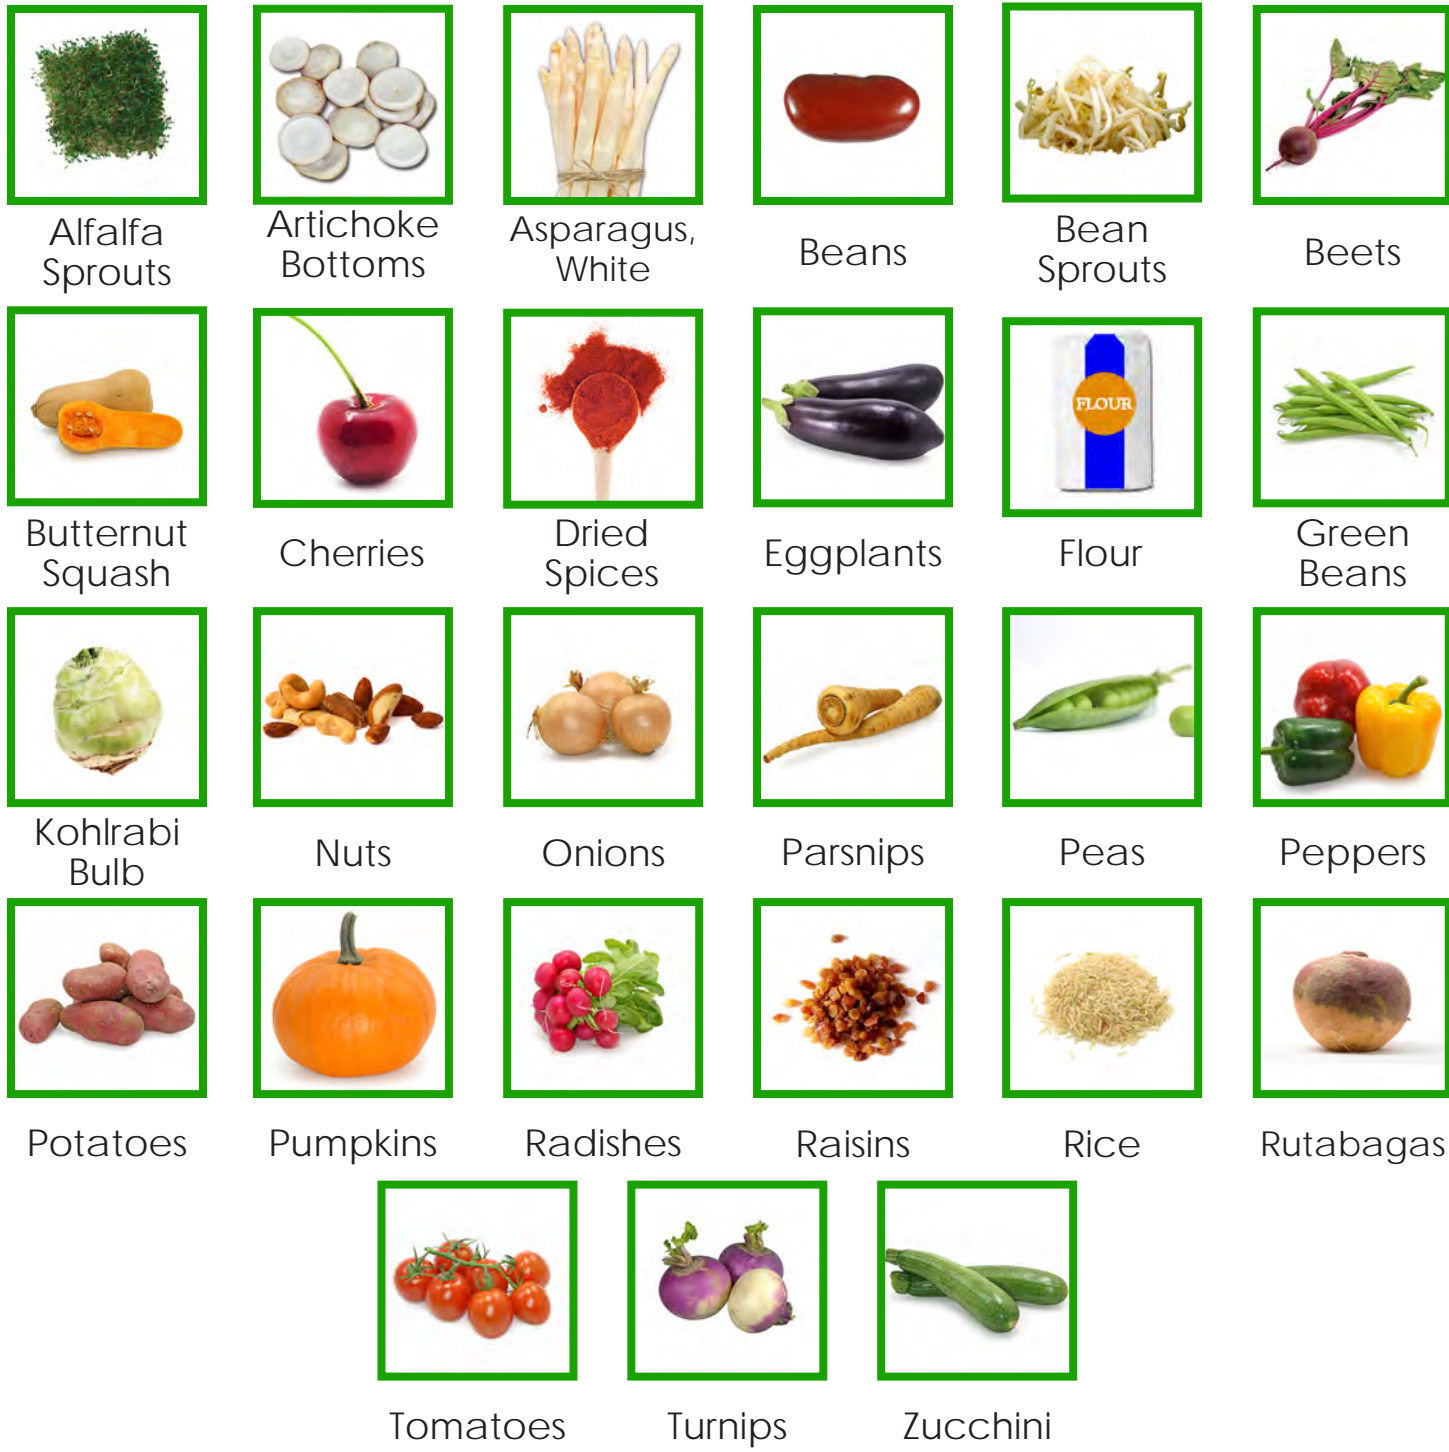 Alfalfa
Sprouts
Artichoke
Bottoms
Asparagus,
White
Beans
Bean
Sprouts
Beets
FLOUR
Butternut
Squash
Cherries
Dried
Spices
Eggplants
Flour
Green
Beans
Kohlrabi
Bulb
Nuts
Onions
Parsnips
Peas
Peppers
Potatoes
Pumpkins
Radishes
Raisins
Rice
Rutabagas
Tomatoes
Turnips
Zucchini